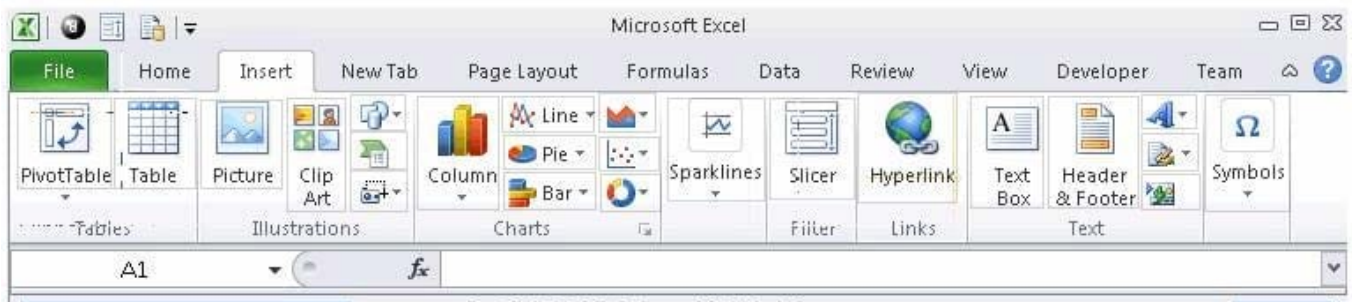 Microsoft Excel
File Home Insert New Tab Page Layout Formulas Data Review View Developer Team
PivotTable Table Picture Clip Art Column Line Pie Bar Sparklines Slicer Hyperlink Text Box Header & Footer Symbols
Tables Illustrations Charts Filter Links Text
A1 fx